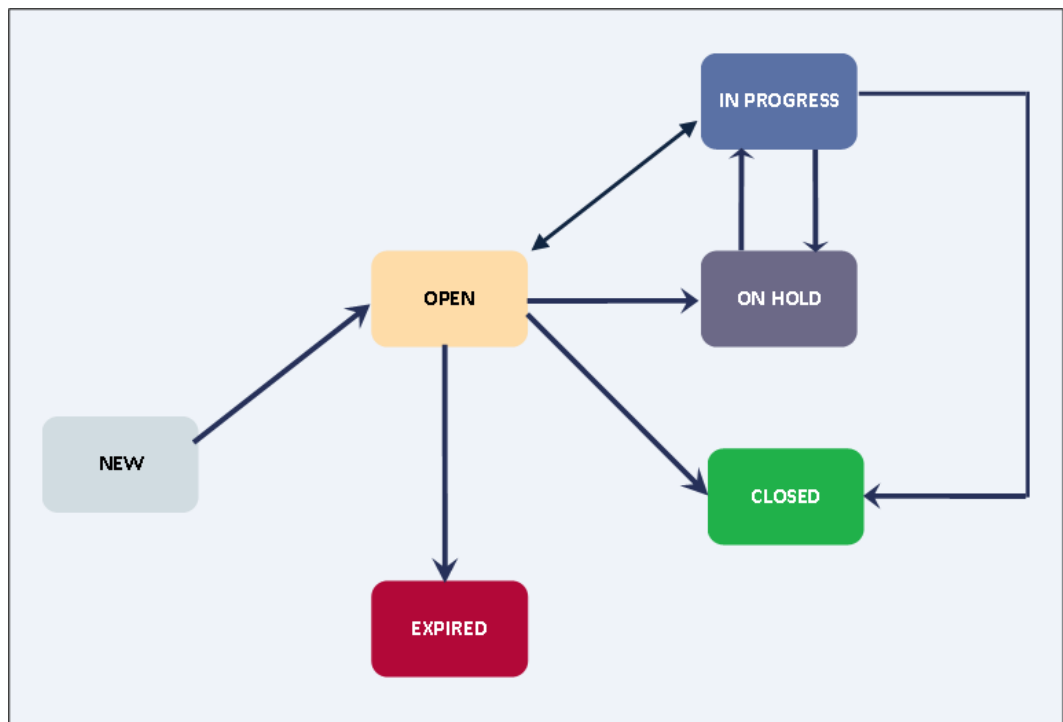 IN PROGRESS
OPEN
ON HOLD
NEW
CLOSED
EXPIRED